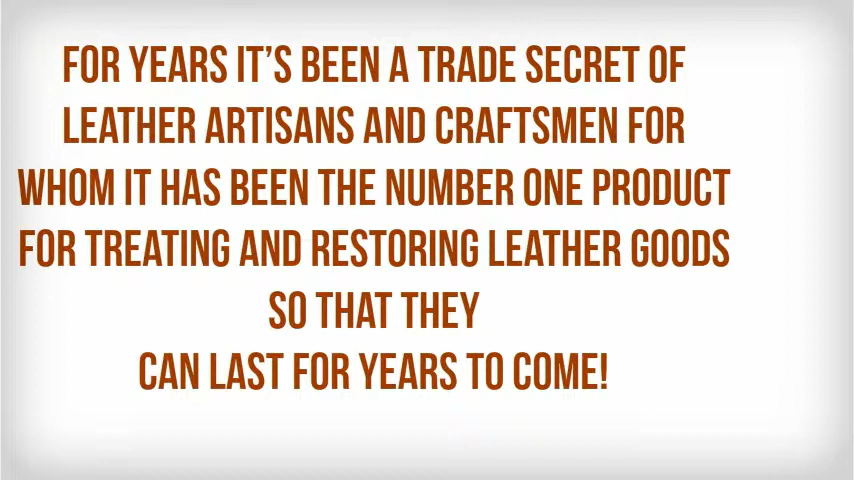 FOR YEARS IT'S BEEN A TRADE SECRET OF
LEATHER ARTISANS AND CRAFTSMEN FOR
WHOM IT HAS BEEN THE NUMBER ONE PRODUCT
FOR TREATING AND RESTORING LEATHER GOODS
SO THAT THEY
CAN LAST FOR YEARS TO COME!